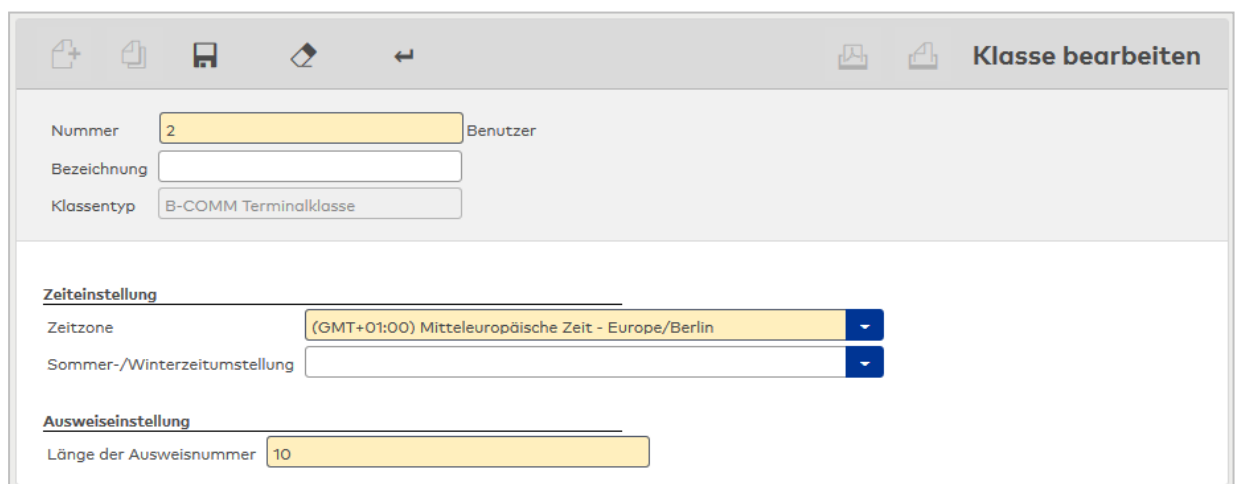 Klasse bearbeiten
Nummer 2 Benutzer
Bezeichnung
Klassentyp B-COMM Terminalklasse
Zeiteinstellung
Zeitzone (GMT+01:00) Mitteleuropäische Zeit - Europe/Berlin
Sommer-/Winterzeitumstellung
Ausweiseinstellung
Länge der Ausweisnummer 10